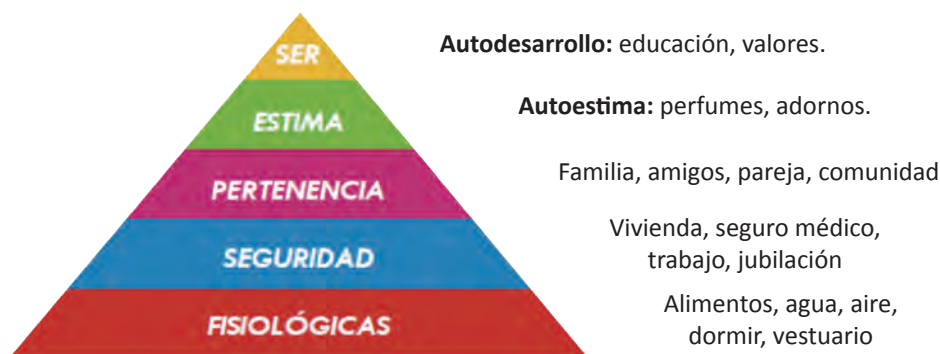 SER
Autodesarrollo: educación, valores.
ESTIMA
Autoestima: perfumes, adornos.
PERTENENCIA
Familia, amigos, pareja, comunidad
SEGURIDAD
Vivienda, seguro médico,
trabajo, jubilación
FISIOLÓGICAS
Alimentos, agua, aire,
dormir, vestuario